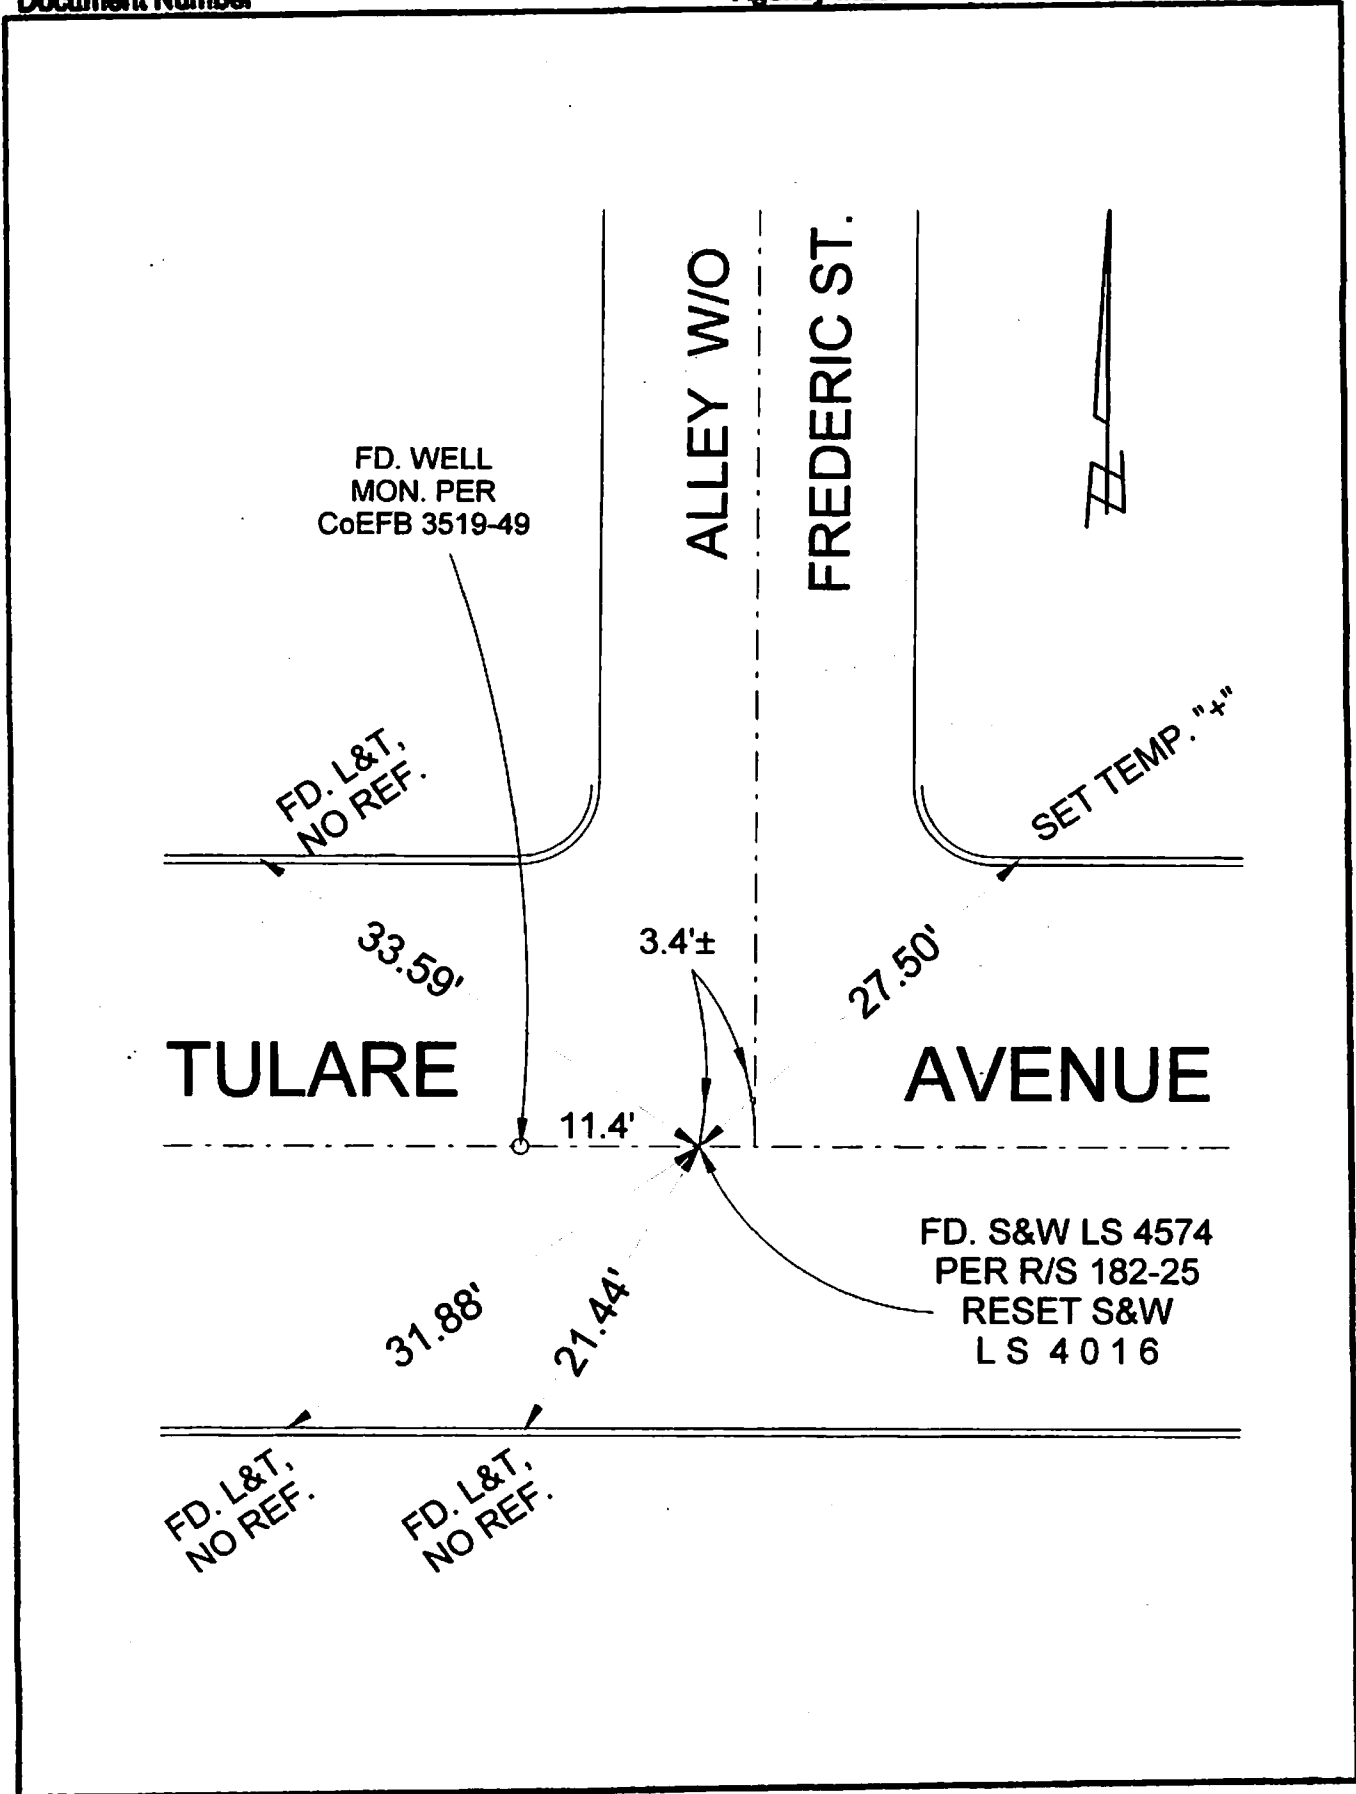 Document Number
ALLEY W/O
FREDERIC ST.
FD. WELL
MON. PER
CoEFB 3519-49
N
FD. L&T,
NO REF.
SET TEMP. "+"
33.59'
3.4'±
27.50'
TULARE AVENUE
11.4'
FD. S&W LS 4574
PER R/S 182-25
RESET S&W
LS 4016
31.88'
21.44'
FD. L&T,
NO REF.
FD. L&T,
NO REF.